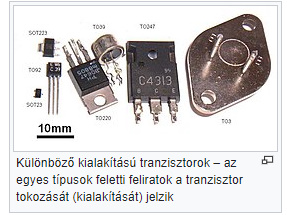 SOT223
TO39
TO247
TO92
C4313
B C E
SOT23
TO220
TO3
10mm
Különböző kialakítású tranzisztorok – az
egyes típusok feletti feliratok a tranzisztor
tokozását (kialakítását) jelzik